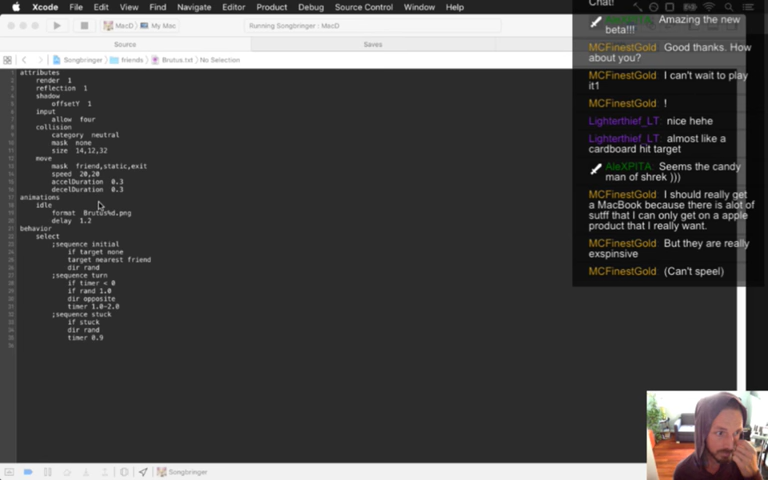 Xcode File Edit View Find Navigate Editor Product Debug Source Control Window Help
MacD My Mac Running Songbringer : MacD
Source Saves
Songbringer friends Brutus.txt No Selection
attributes
render 1
reflection 1
shadow
offsetY 1
input
allow four
collision
category neutral
mask none
size 14,12,32
move
mask friend,static,exit
speed 20,20
accelDuration 0.3
decelDuration 0.3
animations
idle
format Brutus%d.png
delay 1.2
behavior
select
;sequence initial
if target none
target nearest friend
dir rand
;sequence turn
if timer < 0
if rand 1.0
dir opposite
timer 1.0-2.0
;sequence stuck
if stuck
dir rand
timer 0.9
Songbringer
Chat!
AleXPITA: Amazing the new
beta!!!
MCFinestGold: Good thanks. How
about you?
MCFinestGold: I can't wait to play
it1
MCFinestGold: !
Lighterthief_LT: nice hehe
Lighterthief_LT: almost like a
cardboard hit target
AleXPITA: Seems the candy
man of shrek )))
MCFinestGold: I should really get
a MacBook because there is alot of
sutff that I can only get on a apple
product that I really want.
MCFinestGold: But they are really
exspinsive
MCFinestGold: (Can't speel)